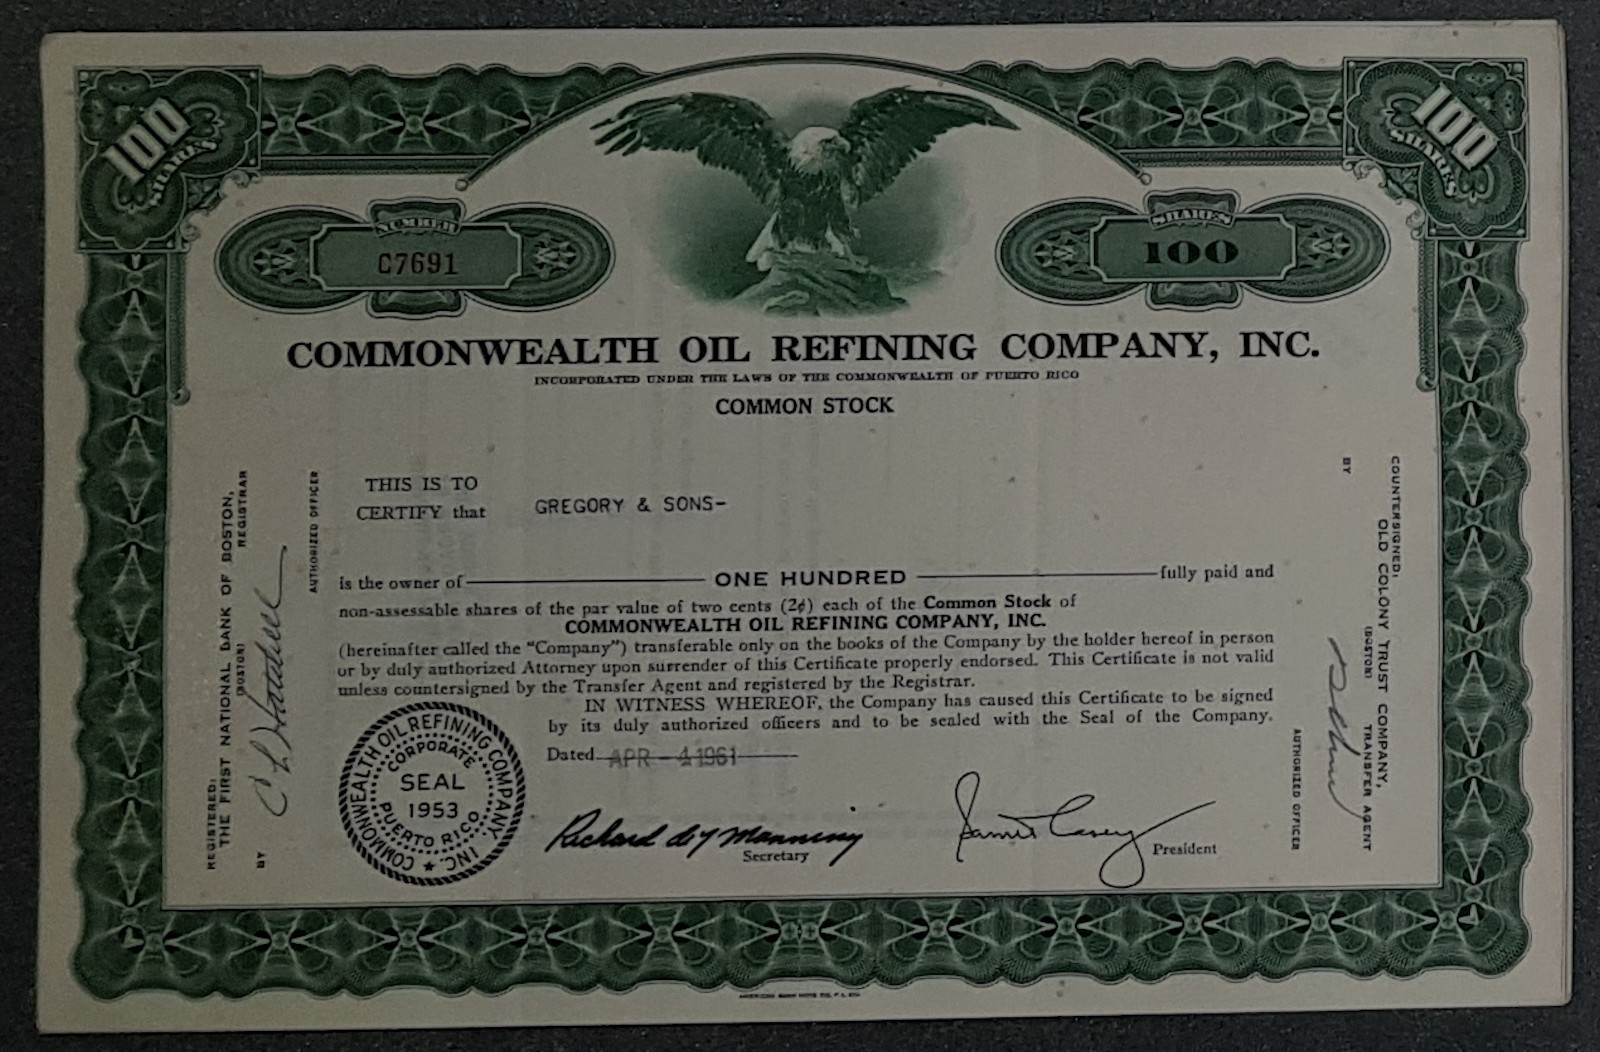 100
SHARES
100
SHARES
NUMBER
C7691
SHARES
100
COMMONWEALTH OIL REFINING COMPANY, INC.
INCORPORATED UNDER THE LAWS OF THE COMMONWEALTH OF PUERTO RICO
COMMON STOCK
THIS IS TO
CERTIFY that GREGORY & SONS-
is the owner of ONE HUNDRED fully paid and
non-assessable shares of the par value of two cents (2¢) each of the Common Stock of
COMMONWEALTH OIL REFINING COMPANY, INC.
(hereinafter called the "Company") transferable only on the books of the Company by the holder hereof in person
or by duly authorized Attorney upon surrender of this Certificate properly endorsed. This Certificate is not valid
unless countersigned by the Transfer Agent and registered by the Registrar.
IN WITNESS WHEREOF, the Company has caused this Certificate to be signed
by its duly authorized officers and to be sealed with the Seal of the Company.
Dated APR - 4 1961
COMMONWEALTH OIL REFINING COMPANY, INC.
CORPORATE
SEAL
1953
PUERTO RICO
Richard deY Manning
Secretary
James Casey
President
REGISTERED:
THE FIRST NATIONAL BANK OF BOSTON,
(BOSTON) REGISTRAR
BY
AUTHORIZED OFFICER
COUNTERSIGNED:
OLD COLONY TRUST COMPANY,
(BOSTON) TRANSFER AGENT
BY
AUTHORIZED OFFICER